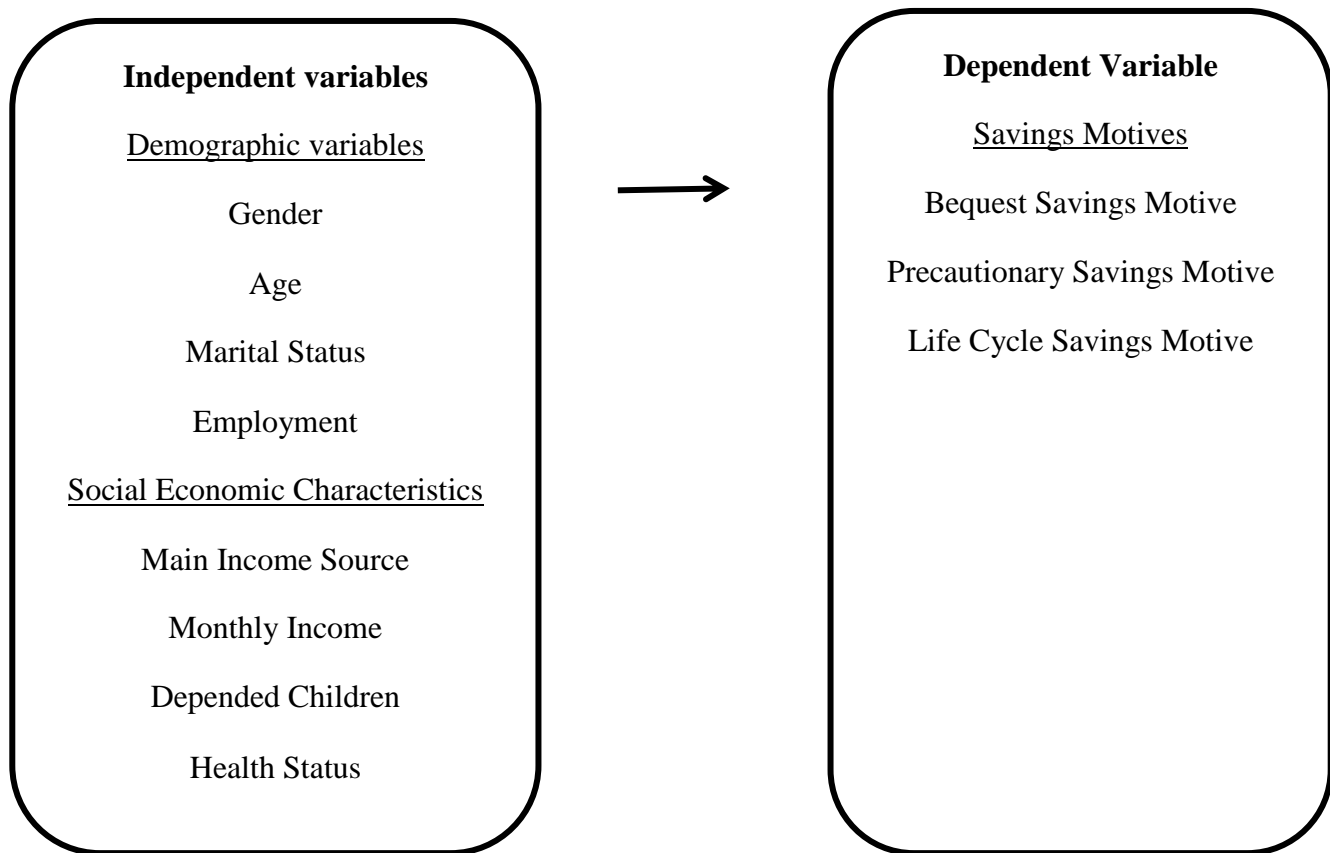 Independent variables
Demographic variables
Gender
Age
Marital Status
Employment
Social Economic Characteristics
Main Income Source
Monthly Income
Depended Children
Health Status
Dependent Variable
Savings Motives
Bequest Savings Motive
Precautionary Savings Motive
Life Cycle Savings Motive